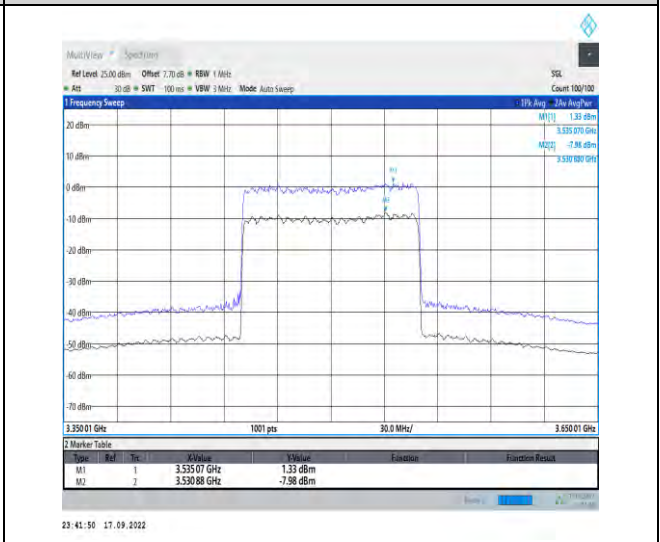 MultiView Spectrum
Ref Level 25.00 dBm Offset 7.70 dB RBW 1 MHz SGL
Att 30 dB SWT 100 ms VBW 3 MHz Mode Auto Sweep Count 100/100
1 Frequency Sweep 1Pk Avg 2Av AvgPwr
M1[1] 1.33 dBm
3.535 070 GHz
M2[2] -7.98 dBm
3.530 880 GHz
20 dBm
10 dBm
0 dBm
M1
M2
-10 dBm
-20 dBm
-30 dBm
-40 dBm
-50 dBm
-60 dBm
-70 dBm
3.350 01 GHz 1001 pts 30.0 MHz/ 3.650 01 GHz
2 Marker Table
Type Ref Trc X-Value Y-Value Function Function Result
M1 1 3.535 07 GHz 1.33 dBm
M2 2 3.530 88 GHz -7.98 dBm
23:41:50 17.09.2022